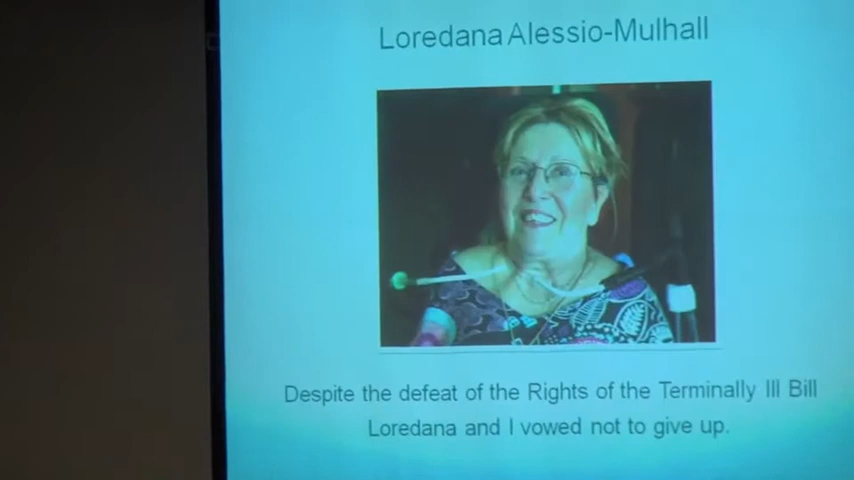 Loredana Alessio-Mulhall
Despite the defeat of the Rights of the Terminally Ill Bill
Loredana and I vowed not to give up.